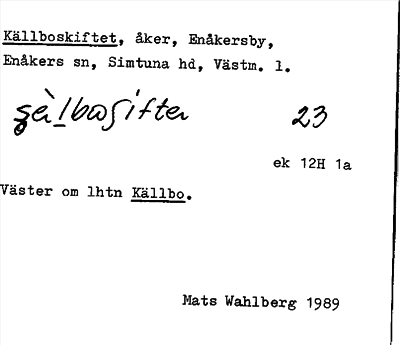 Källboskiftet, åker, Enåkersby,
Enåkers sn, Simtuna hd, Västm. l.
23
ek 12H 1a
Väster om lhtn Källbo.
Mats Wahlberg 1989